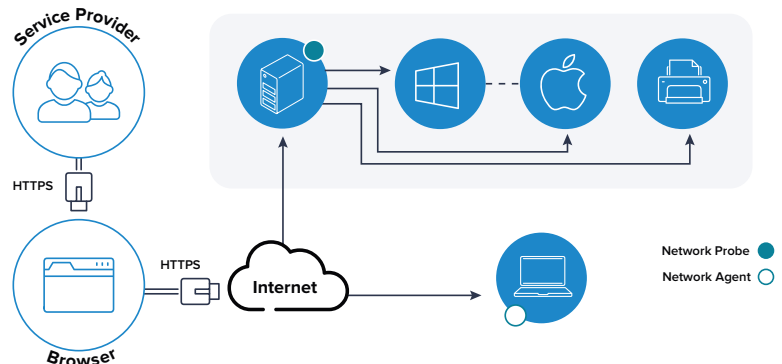 Service Provider
HTTPS
HTTPS
Internet
Browser
Network Probe
Network Agent